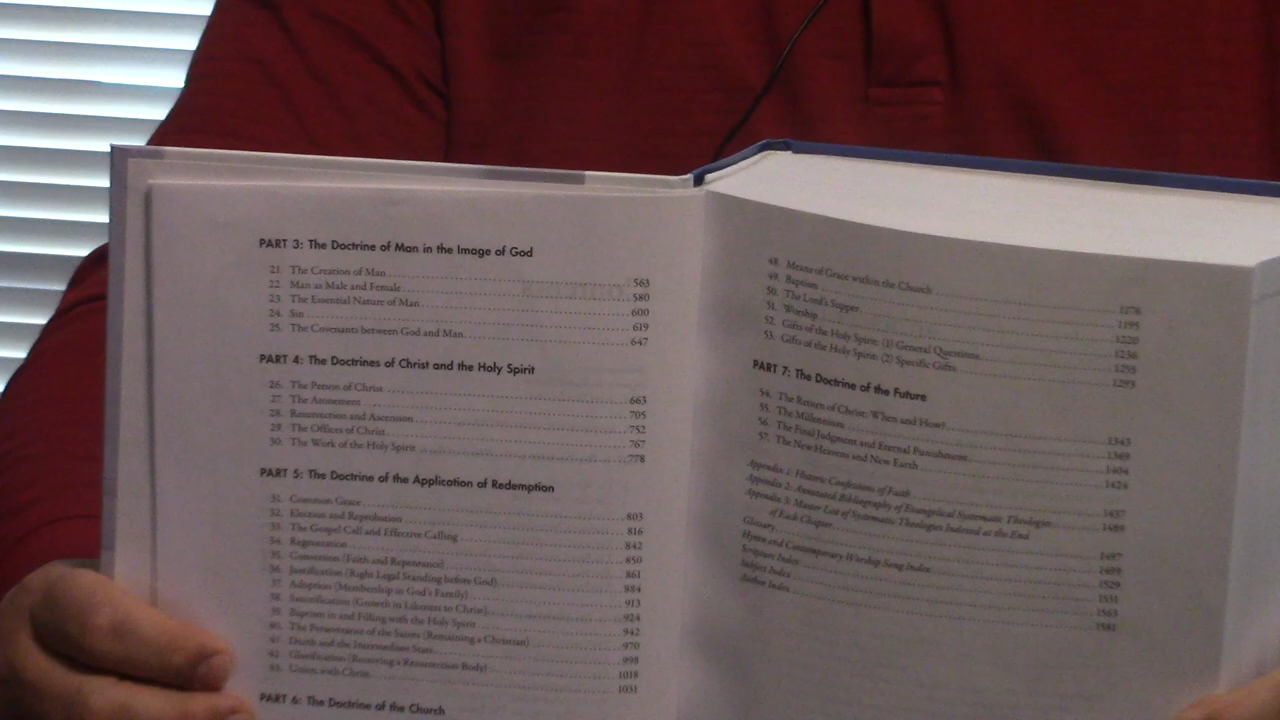 PART 3: The Doctrine of Man in the Image of God
21. The Creation of Man 563
22. Man as Male and Female 580
23. The Essential Nature of Man 600
24. Sin 619
25. The Covenants between God and Man 647
PART 4: The Doctrines of Christ and the Holy Spirit
26. The Person of Christ 663
27. The Atonement 705
28. Resurrection and Ascension 752
29. The Offices of Christ 767
30. The Work of the Holy Spirit 778
PART 5: The Doctrine of the Application of Redemption
31. Common Grace 803
32. Election and Reprobation 816
33. The Gospel Call and Effective Calling 842
34. Regeneration 850
35. Conversion (Faith and Repentance) 861
36. Justification (Right Legal Standing before God) 884
37. Adoption (Membership in God's Family) 913
38. Sanctification (Growth in Likeness to Christ) 924
39. Baptism in and Filling with the Holy Spirit 942
40. The Perseverance of the Saints (Remaining a Christian) 970
41. Death and the Intermediate State 998
42. Glorification (Receiving a Resurrection Body) 1018
43. Union with Christ 1031
PART 6: The Doctrine of the Church
48. Means of Grace within the Church 1176
49. Baptism 1195
50. The Lord's Supper 1220
51. Worship 1236
52. Gifts of the Holy Spirit: (1) General Questions 1255
53. Gifts of the Holy Spirit: (2) Specific Gifts 1293
PART 7: The Doctrine of the Future
54. The Return of Christ: When and How? 1343
55. The Millennium 1369
56. The Final Judgment and Eternal Punishment 1404
57. The New Heavens and New Earth 1424
Appendix 1: Historic Confessions of Faith 1437
Appendix 2: Annotated Bibliography of Evangelical Systematic Theologies 1489
Appendix 3: Master List of Systematic Theologies Indexed at the End
of Each Chapter 1497
Glossary 1499
Hymn and Contemporary Worship Song Index 1529
Scripture Index 1531
Subject Index 1563
Author Index 1581